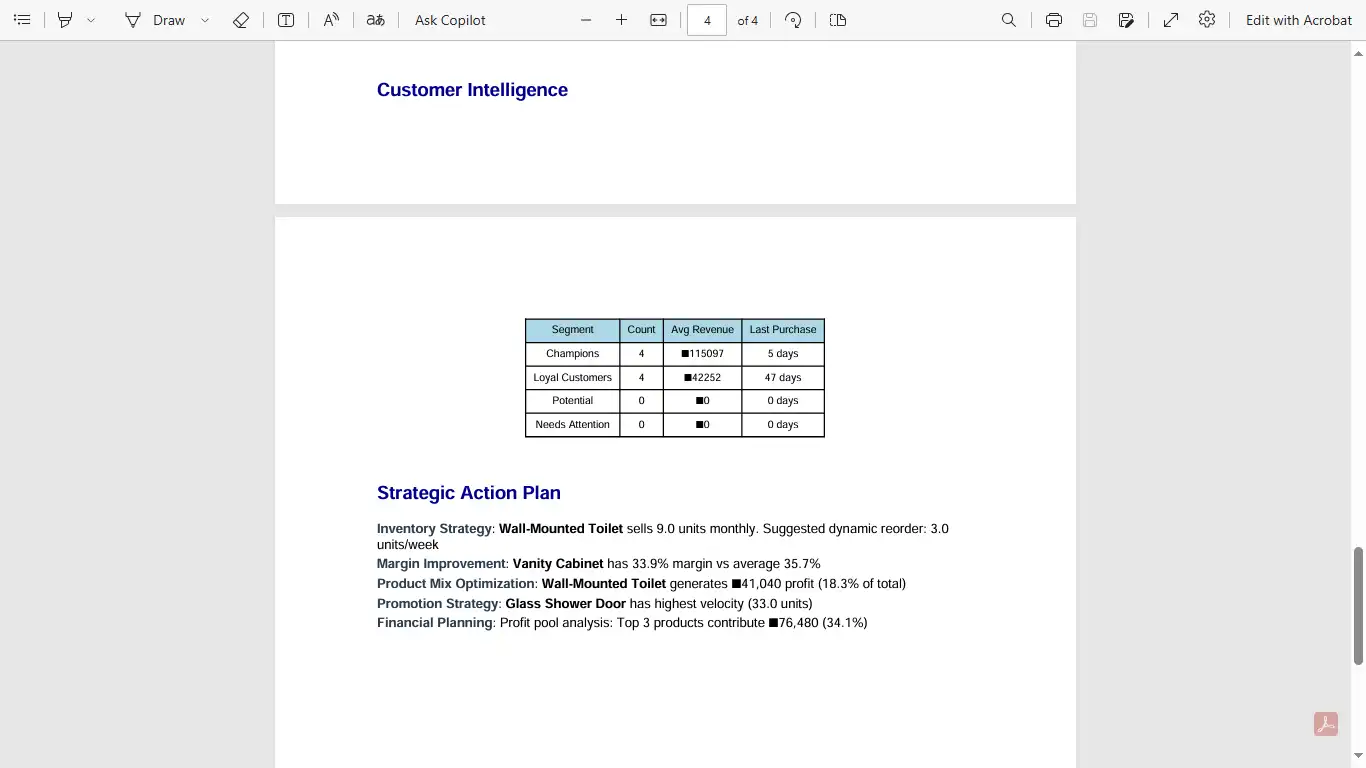 Draw
Ask Copilot
4
of 4
Edit with Acrobat
Customer Intelligence
Segment Count Avg Revenue Last Purchase
Champions 4 ■115097 5 days
Loyal Customers 4 ■42252 47 days
Potential 0 ■0 0 days
Needs Attention 0 ■0 0 days
Strategic Action Plan
Inventory Strategy: Wall-Mounted Toilet sells 9.0 units monthly. Suggested dynamic reorder: 3.0
units/week
Margin Improvement: Vanity Cabinet has 33.9% margin vs average 35.7%
Product Mix Optimization: Wall-Mounted Toilet generates ■41,040 profit (18.3% of total)
Promotion Strategy: Glass Shower Door has highest velocity (33.0 units)
Financial Planning: Profit pool analysis: Top 3 products contribute ■76,480 (34.1%)